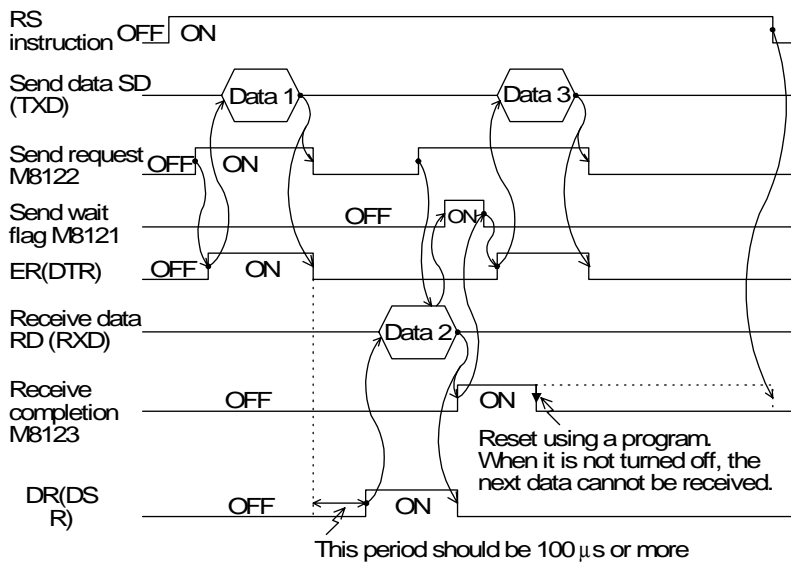 RS
instruction OFF ON
Send data SD
(TXD)
Data 1
Data 3
Send request
M8122
OFF
ON
Send wait
flag M8121
OFF
ON
ER(DTR)
OFF
ON
Receive data
RD (RXD)
Data 2
Receive
completion
M8123
OFF
ON
Reset using a program.
When it is not turned off, the
next data cannot be received.
DR(DS
R)
OFF
ON
This period should be 100 μs or more